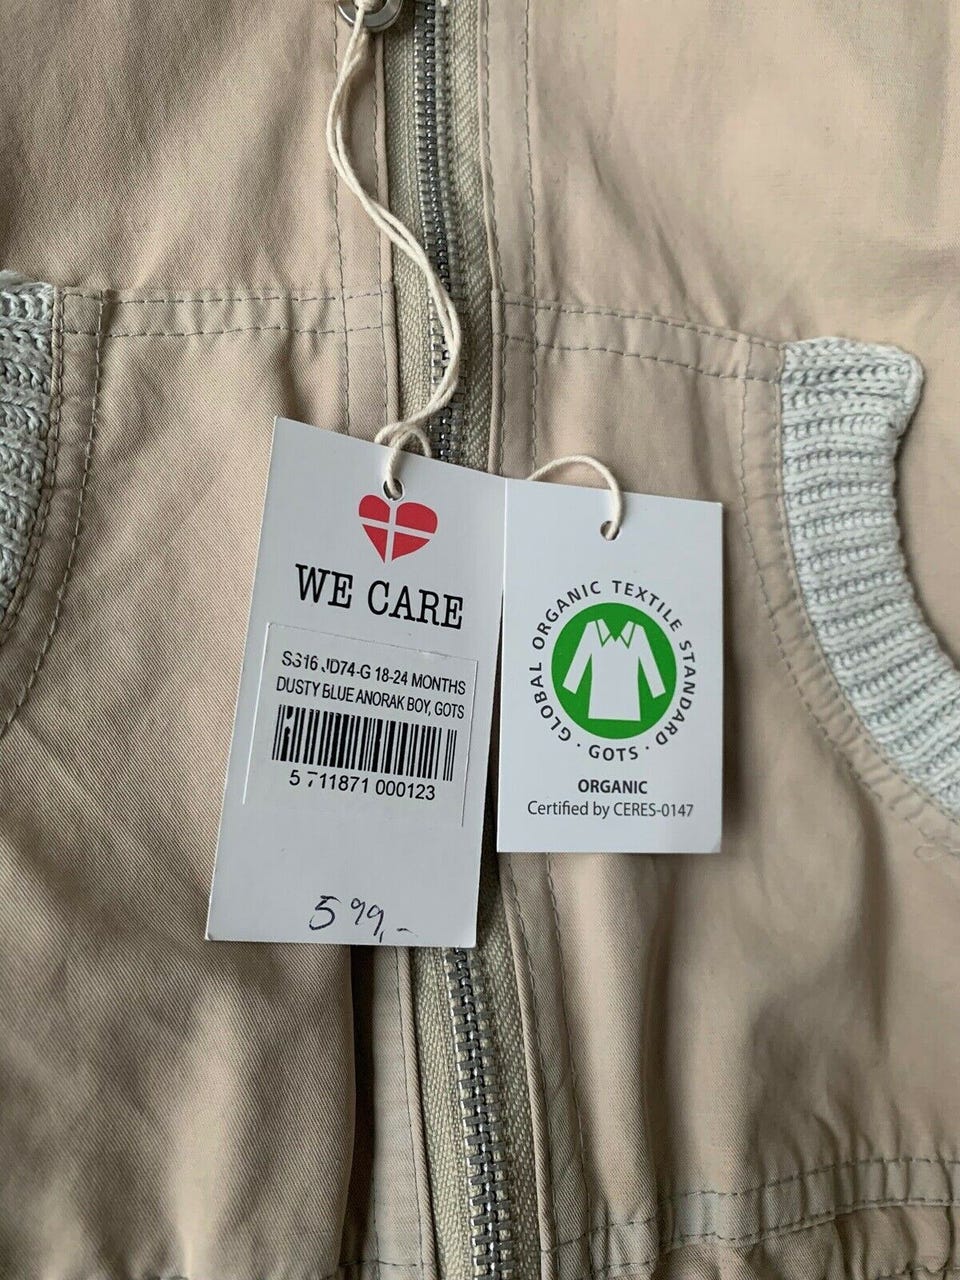 WE CARE
SS16 JD74-G 18-24 MONTHS
DUSTY BLUE ANORAK BOY, GOTS
5 711871 000123
599,-
GLOBAL ORGANIC TEXTILE STANDARD
· GOTS ·
ORGANIC
Certified by CERES-0147